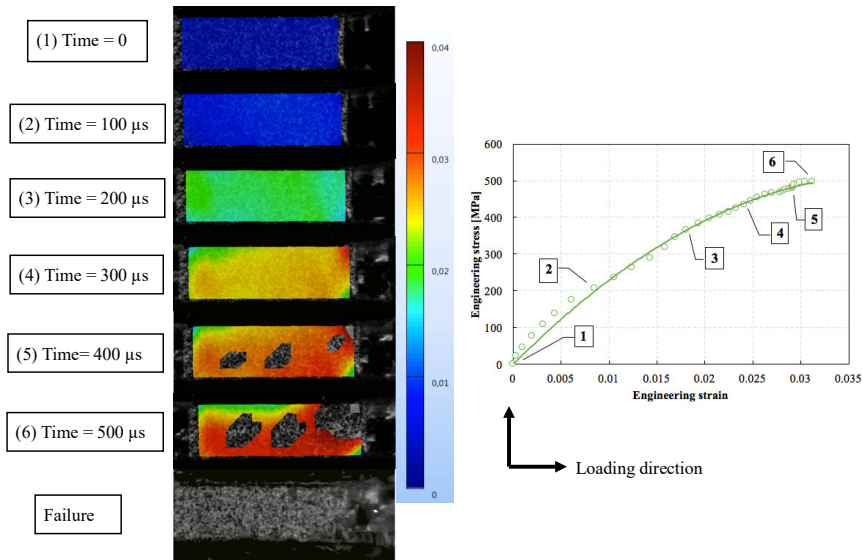 (1) Time = 0
(2) Time = 100 µs
(3) Time = 200 µs
(4) Time = 300 µs
(5) Time= 400 µs
(6) Time = 500 µs
Failure
0,04
0,03
0,02
0,01
0
Engineering stress [MPa]
600
500
400
300
200
100
0
1
2
3
4
5
6
0
0.005
0.01
0.015
0.02
0.025
0.03
0.035
Engineering strain
Loading direction